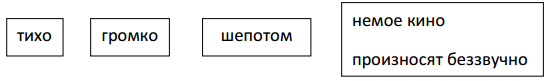 тихо
громко
шепотом
немое кино
произносят беззвучно